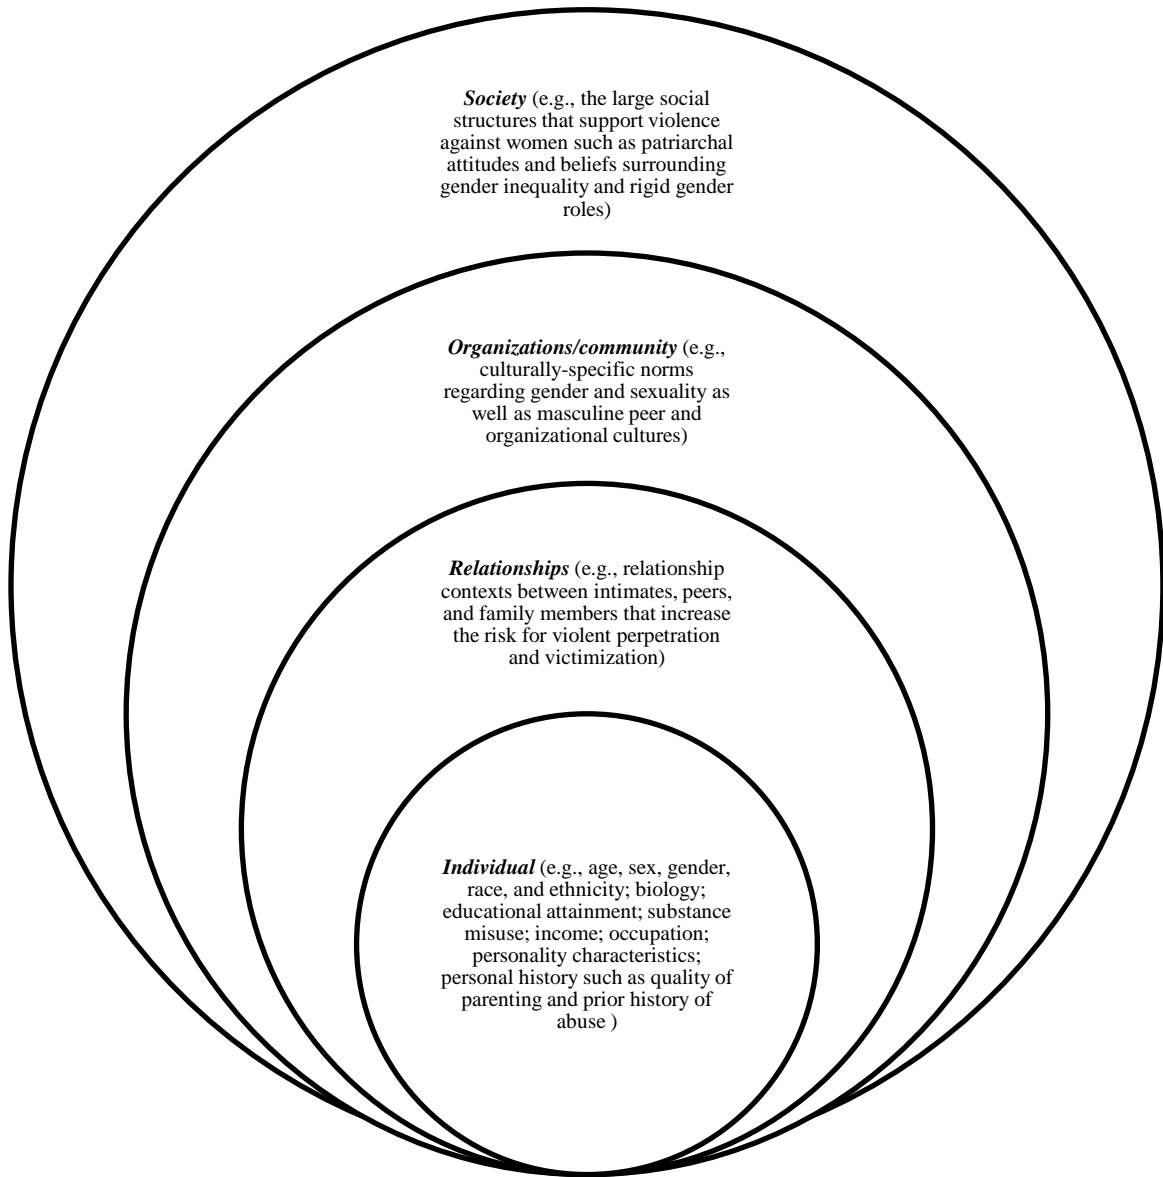 Society (e.g., the large social
structures that support violence
against women such as patriarchal
attitudes and beliefs surrounding
gender inequality and rigid gender
roles)
Organizations/community (e.g.,
culturally-specific norms
regarding gender and sexuality as
well as masculine peer and
organizational cultures)
Relationships (e.g., relationship
contexts between intimates, peers,
and family members that increase
the risk for violent perpetration
and victimization)
Individual (e.g., age, sex, gender,
race, and ethnicity; biology;
educational attainment; substance
misuse; income; occupation;
personality characteristics;
personal history such as quality of
parenting and prior history of
abuse )